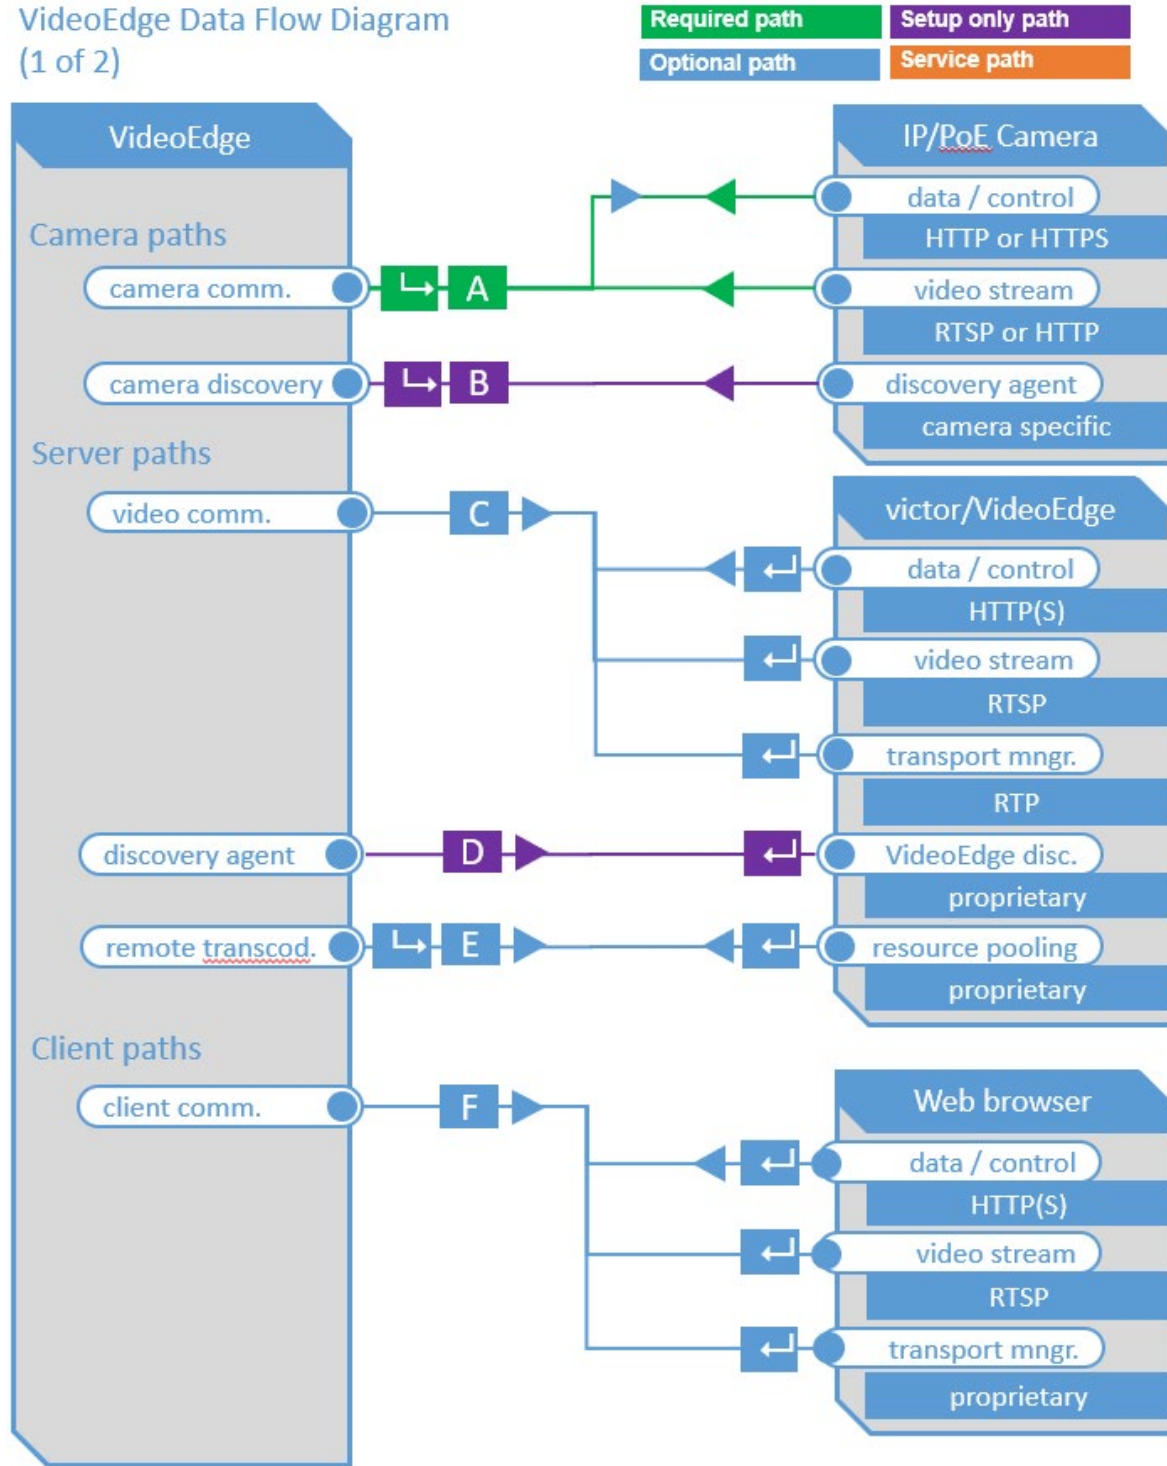 VideoEdge Data Flow Diagram
(1 of 2)
Required path
Setup only path
Optional path
Service path
VideoEdge
Camera paths
camera comm.
A
camera discovery
B
Server paths
video comm.
C
discovery agent
D
remote transcod.
E
Client paths
client comm.
F
IP/PoE Camera
data / control
HTTP or HTTPS
video stream
RTSP or HTTP
discovery agent
camera specific
victor/VideoEdge
data / control
HTTP(S)
video stream
RTSP
transport mngr.
RTP
VideoEdge disc.
proprietary
resource pooling
proprietary
Web browser
data / control
HTTP(S)
video stream
RTSP
transport mngr.
proprietary